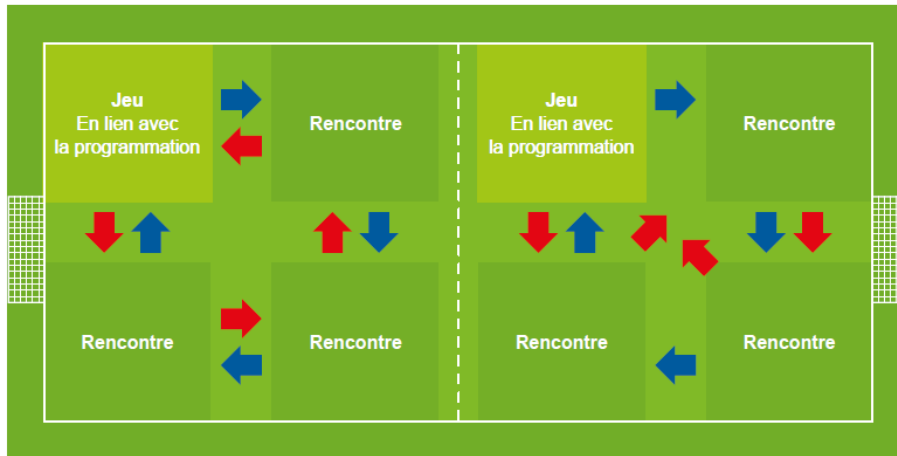 Jeu
En lien avec
la programmation
Rencontre
Jeu
En lien avec
la programmation
Rencontre
Rencontre
Rencontre
Rencontre
Rencontre